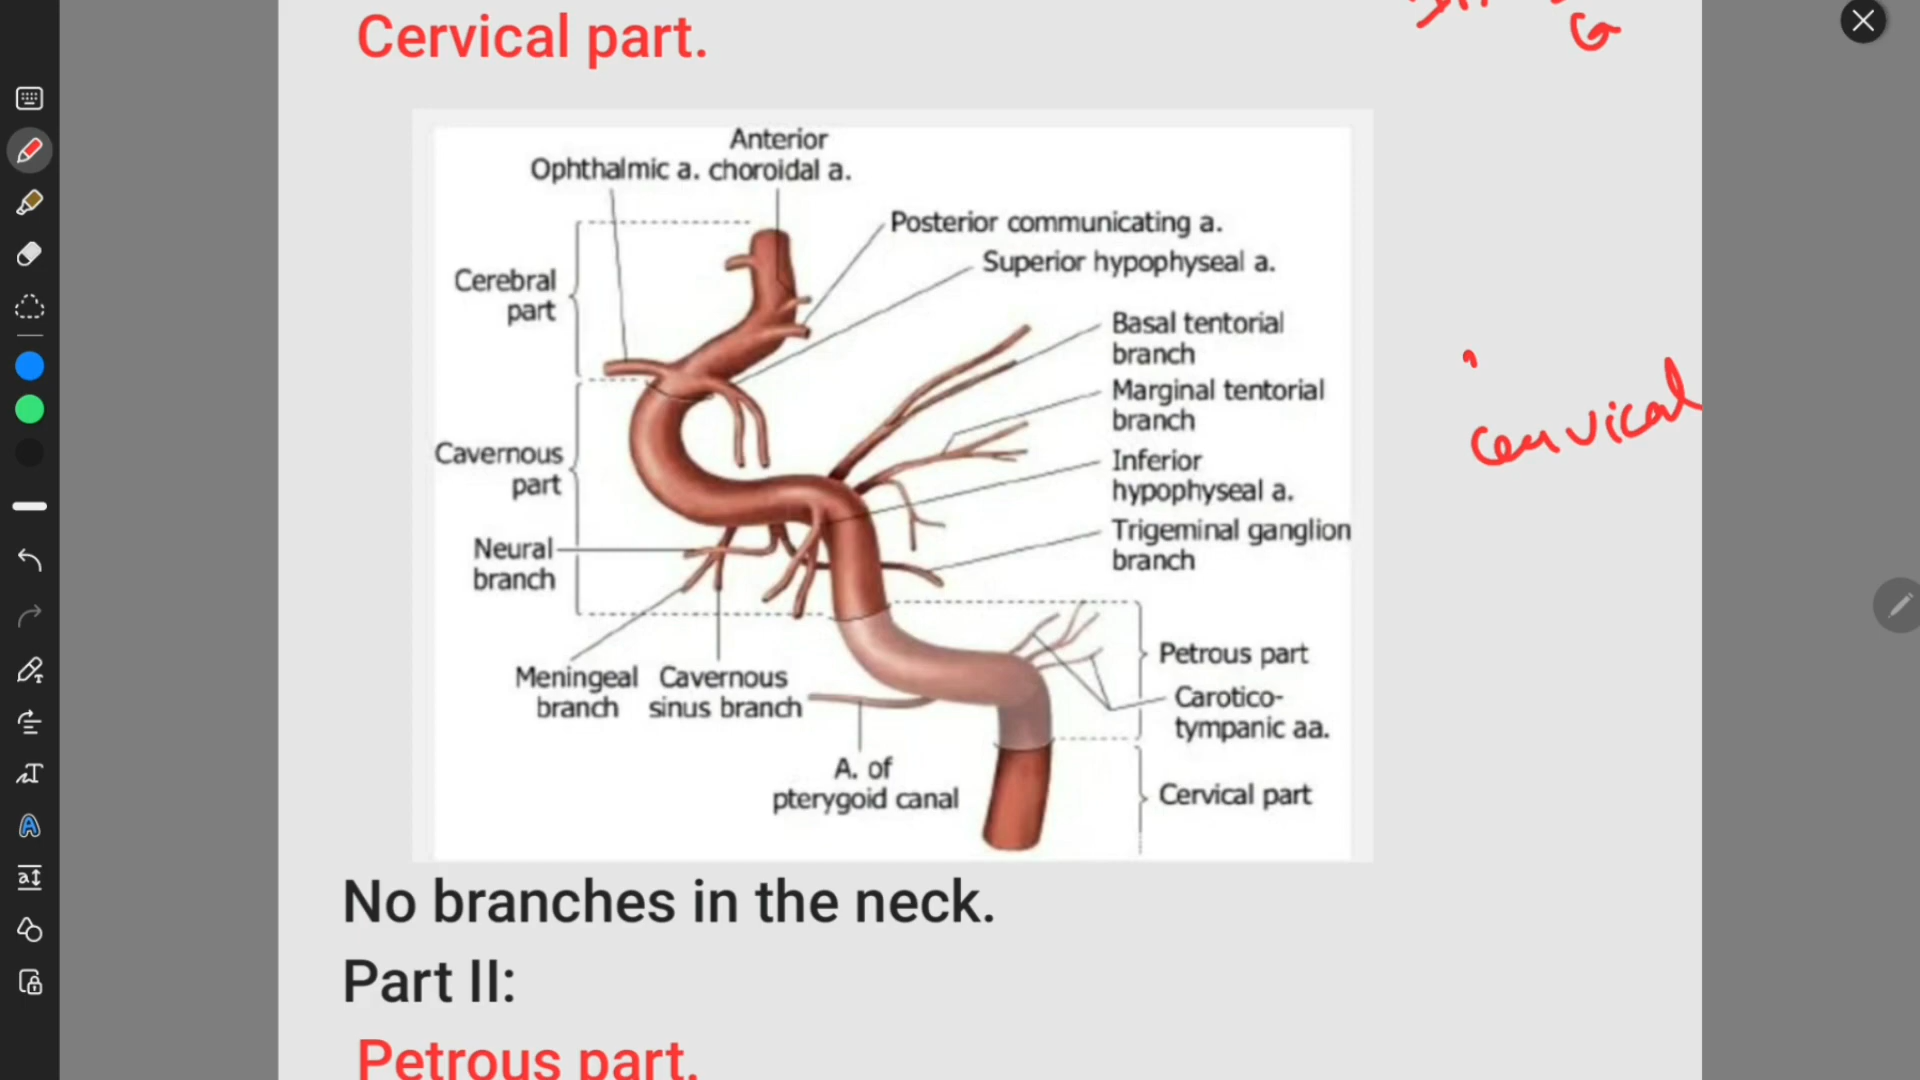 Cervical part.
G
Anterior
Ophthalmic a. choroidal a.
Posterior communicating a.
Superior hypophyseal a.
Cerebral
part
Basal tentorial
branch
Marginal tentorial
branch
cervical
Cavernous
part
Inferior
hypophyseal a.
Trigeminal ganglion
branch
Neural
branch
Meningeal
branch
Cavernous
sinus branch
Petrous part
Carotico-
tympanic aa.
A. of
pterygoid canal
Cervical part
No branches in the neck.
Part II:
Petrous part.